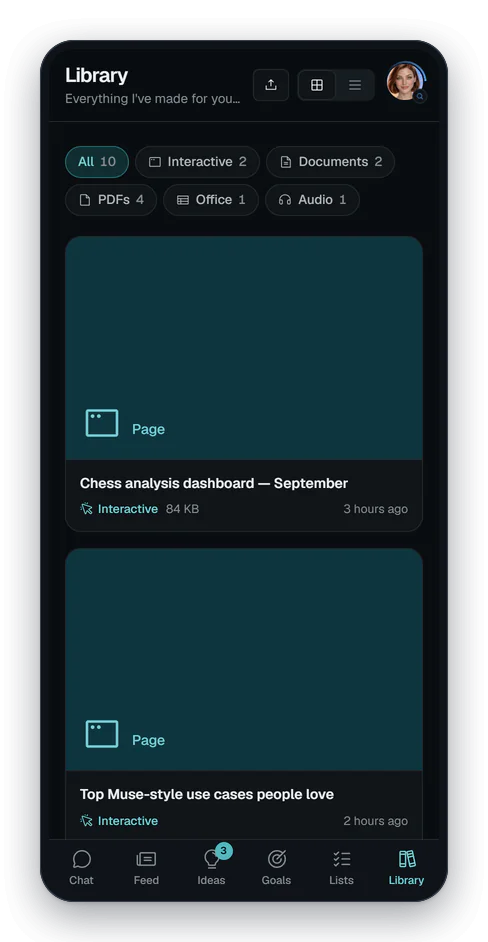 Library
Everything I've made for you...
All 10
Interactive 2
Documents 2
PDFs 4
Office 1
Audio 1
Page
Chess analysis dashboard — September
Interactive 84 KB 3 hours ago
Page
Top Muse-style use cases people love
Interactive 2 hours ago
3
Chat Feed Ideas Goals Lists Library